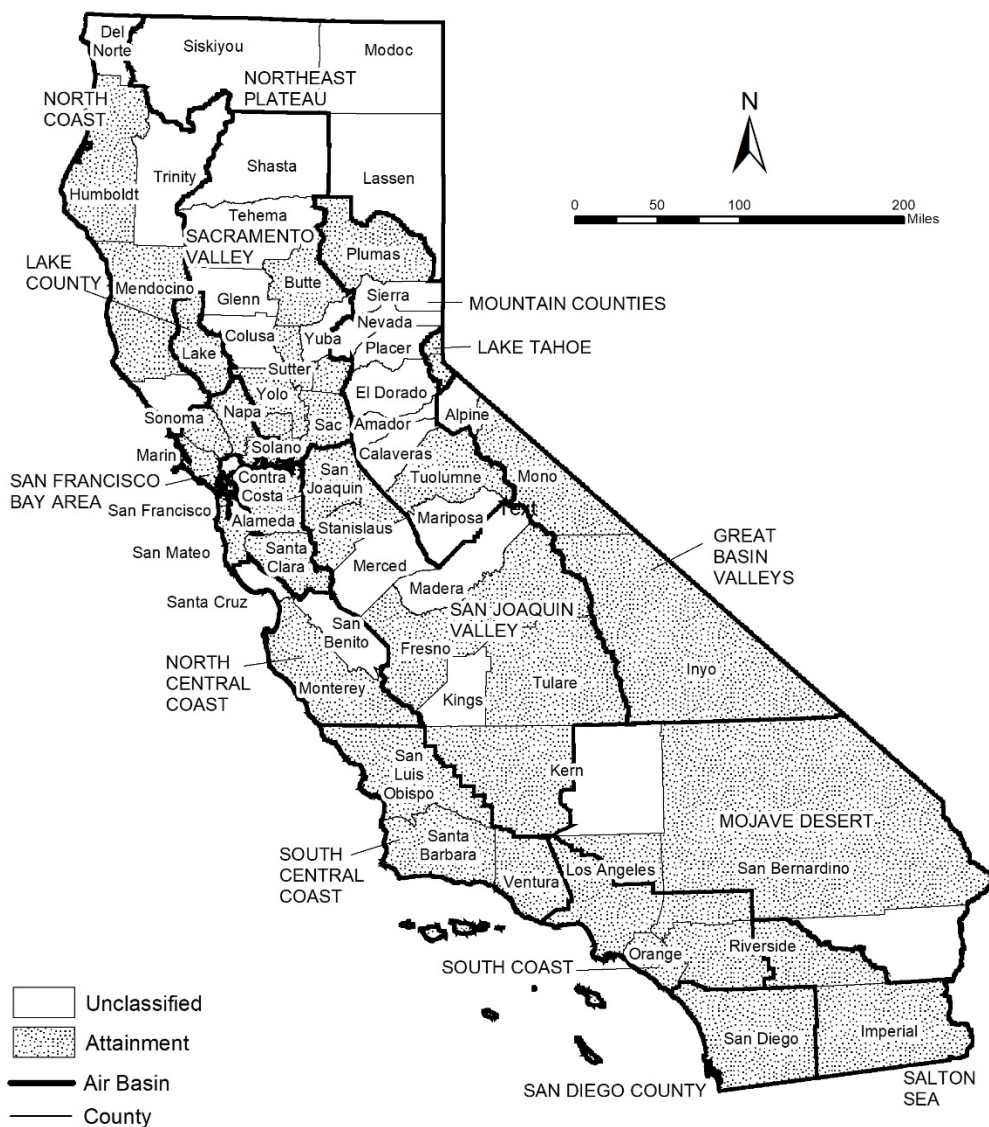 Del
Norte
Siskiyou
Modoc
NORTHEAST
PLATEAU
NORTH
COAST
N
Shasta
Trinity
Lassen
Humboldt
0 50 100 200
Miles
Tehema
SACRAMENTO
VALLEY
Plumas
LAKE
COUNTY
Mendocino
Butte
Glenn
Sierra
MOUNTAIN COUNTIES
Nevada
Colusa
Yuba
Placer
LAKE TAHOE
Lake
Sutter
Yolo
El Dorado
Napa
Alpine
Sonoma
Sac
Amador
Solano
Marin
Calaveras
SAN FRANCISCO
BAY AREA
Contra
Costa
San
Joaquin
Tuolumne
Mono
San Francisco
Alameda
Stanislaus
Mariposa
Text
GREAT
BASIN
VALLEYS
San Mateo
Santa
Clara
Merced
Madera
Santa Cruz
San
Benito
SAN JOAQUIN
VALLEY
Fresno
NORTH
CENTRAL
COAST
Monterey
Kings
Tulare
Inyo
San
Luis
Obispo
Kern
MOJAVE DESERT
SOUTH
CENTRAL
COAST
Santa
Barbara
Ventura
Los Angeles
San Bernardino
Orange
Riverside
SOUTH COAST
San Diego
Imperial
SAN DIEGO COUNTY
SALTON
SEA
Unclassified
Attainment
Air Basin
County